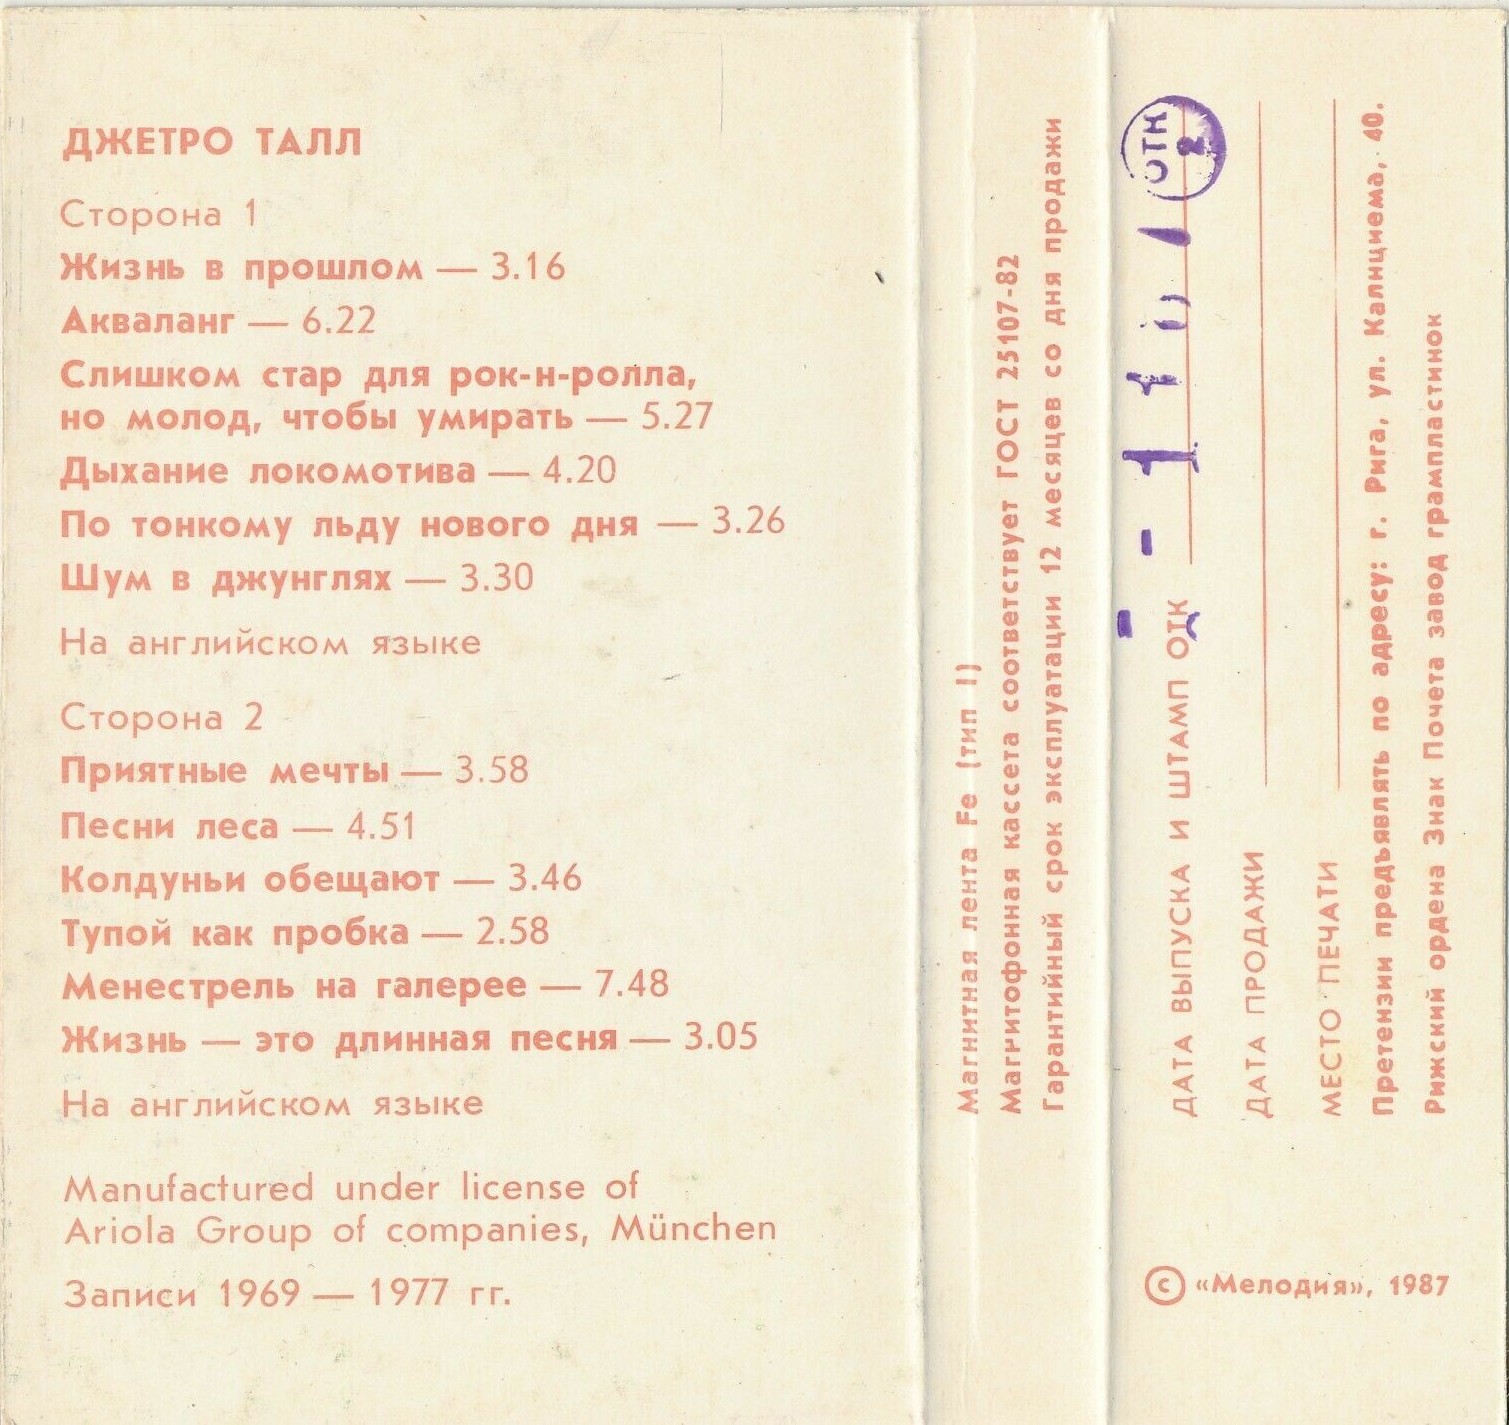 ДЖЕТРО ТАЛЛ
Сторона 1
Жизнь в прошлом — 3.16
Акваланг — 6.22
Слишком стар для рок-н-ролла,
но молод, чтобы умирать — 5.27
Дыхание локомотива — 4.20
По тонкому льду нового дня — 3.26
Шум в джунглях — 3.30
На английском языке
Сторона 2
Приятные мечты — 3.58
Песни леса — 4.51
Колдуньи обещают — 3.46
Тупой как пробка — 2.58
Менестрель на галерее — 7.48
Жизнь — это длинная песня — 3.05
На английском языке
Manufactured under license of
Ariola Group of companies, München
Записи 1969 — 1977 гг.
Магнитная лента Fe (тип I)
Магнитофонная кассета соответствует ГОСТ 25107-82
Гарантийный срок эксплуатации 12 месяцев со дня продажи
ДАТА ВЫПУСКА И ШТАМП ОТК
ОТК
2
ДАТА ПРОДАЖИ
МЕСТО ПЕЧАТИ
Претензии предъявлять по адресу: г. Рига, ул. Калнциема, 40.
Рижский ордена Знак Почета завод грампластинок
© «Мелодия», 1987